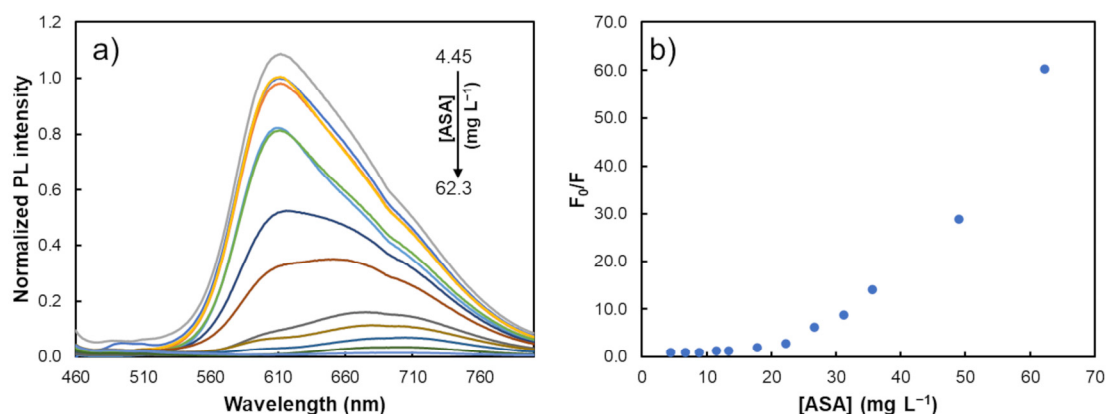 a)
Normalized PL intensity
1.2
1.0
0.8
0.6
0.4
0.2
0.0
460 510 560 610 660 710 760
Wavelength (nm)
4.45
[ASA]
(mg L⁻¹)
62.3
b)
F₀/F
70.0
60.0
50.0
40.0
30.0
20.0
10.0
0.0
0 10 20 30 40 50 60 70
[ASA] (mg L⁻¹)